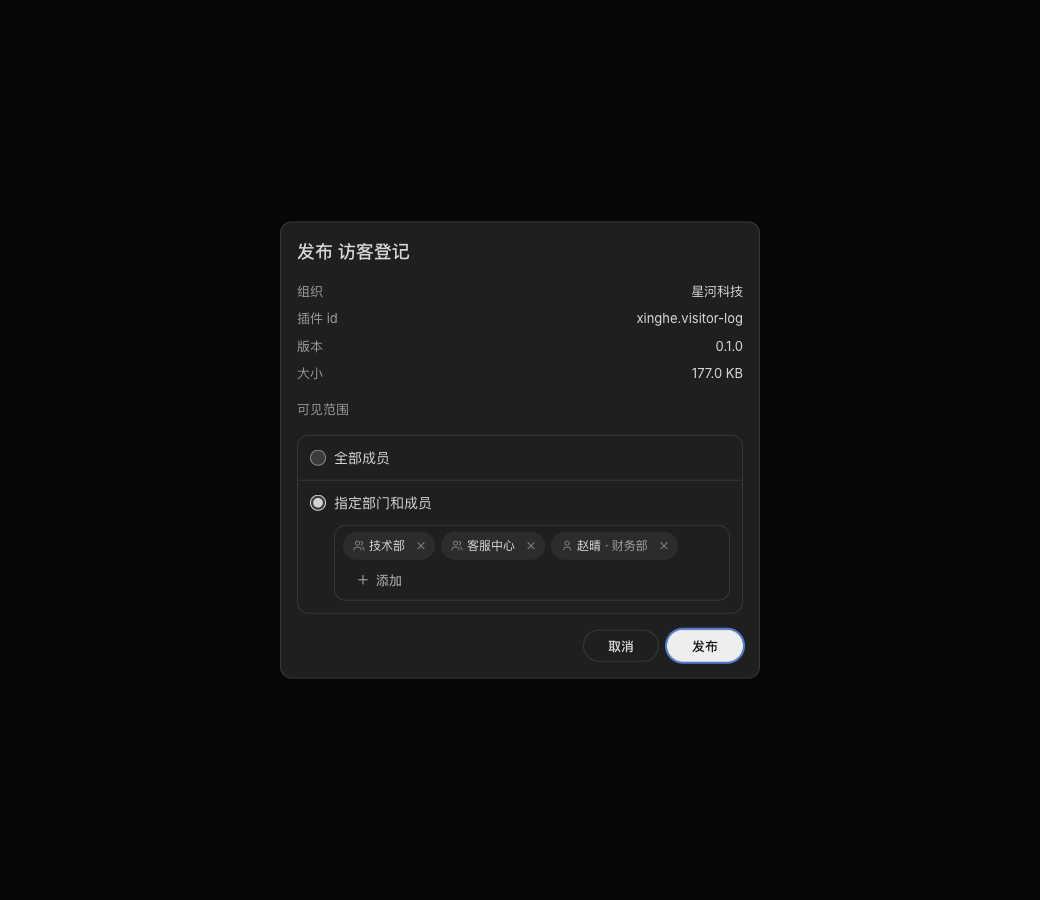 发布 访客登记
组织 星河科技
插件 id xinghe.visitor-log
版本 0.1.0
大小 177.0 KB
可见范围
全部成员
指定部门和成员
技术部 客服中心 赵晴 · 财务部
添加
取消 发布